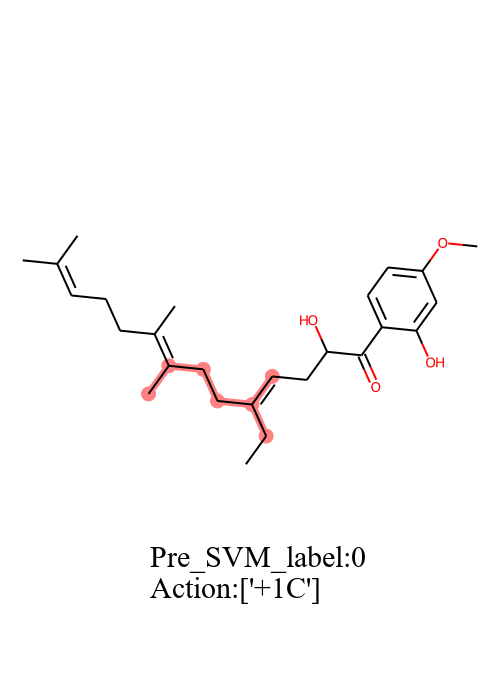 O
HO
OH
O
Pre_SVM_label:0
Action:['+1C']